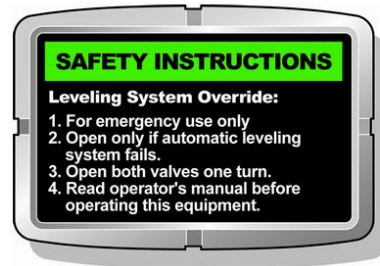 SAFETY INSTRUCTIONS
Leveling System Override:
1. For emergency use only
2. Open only if automatic leveling
system fails.
3. Open both valves one turn.
4. Read operator's manual before
operating this equipment.